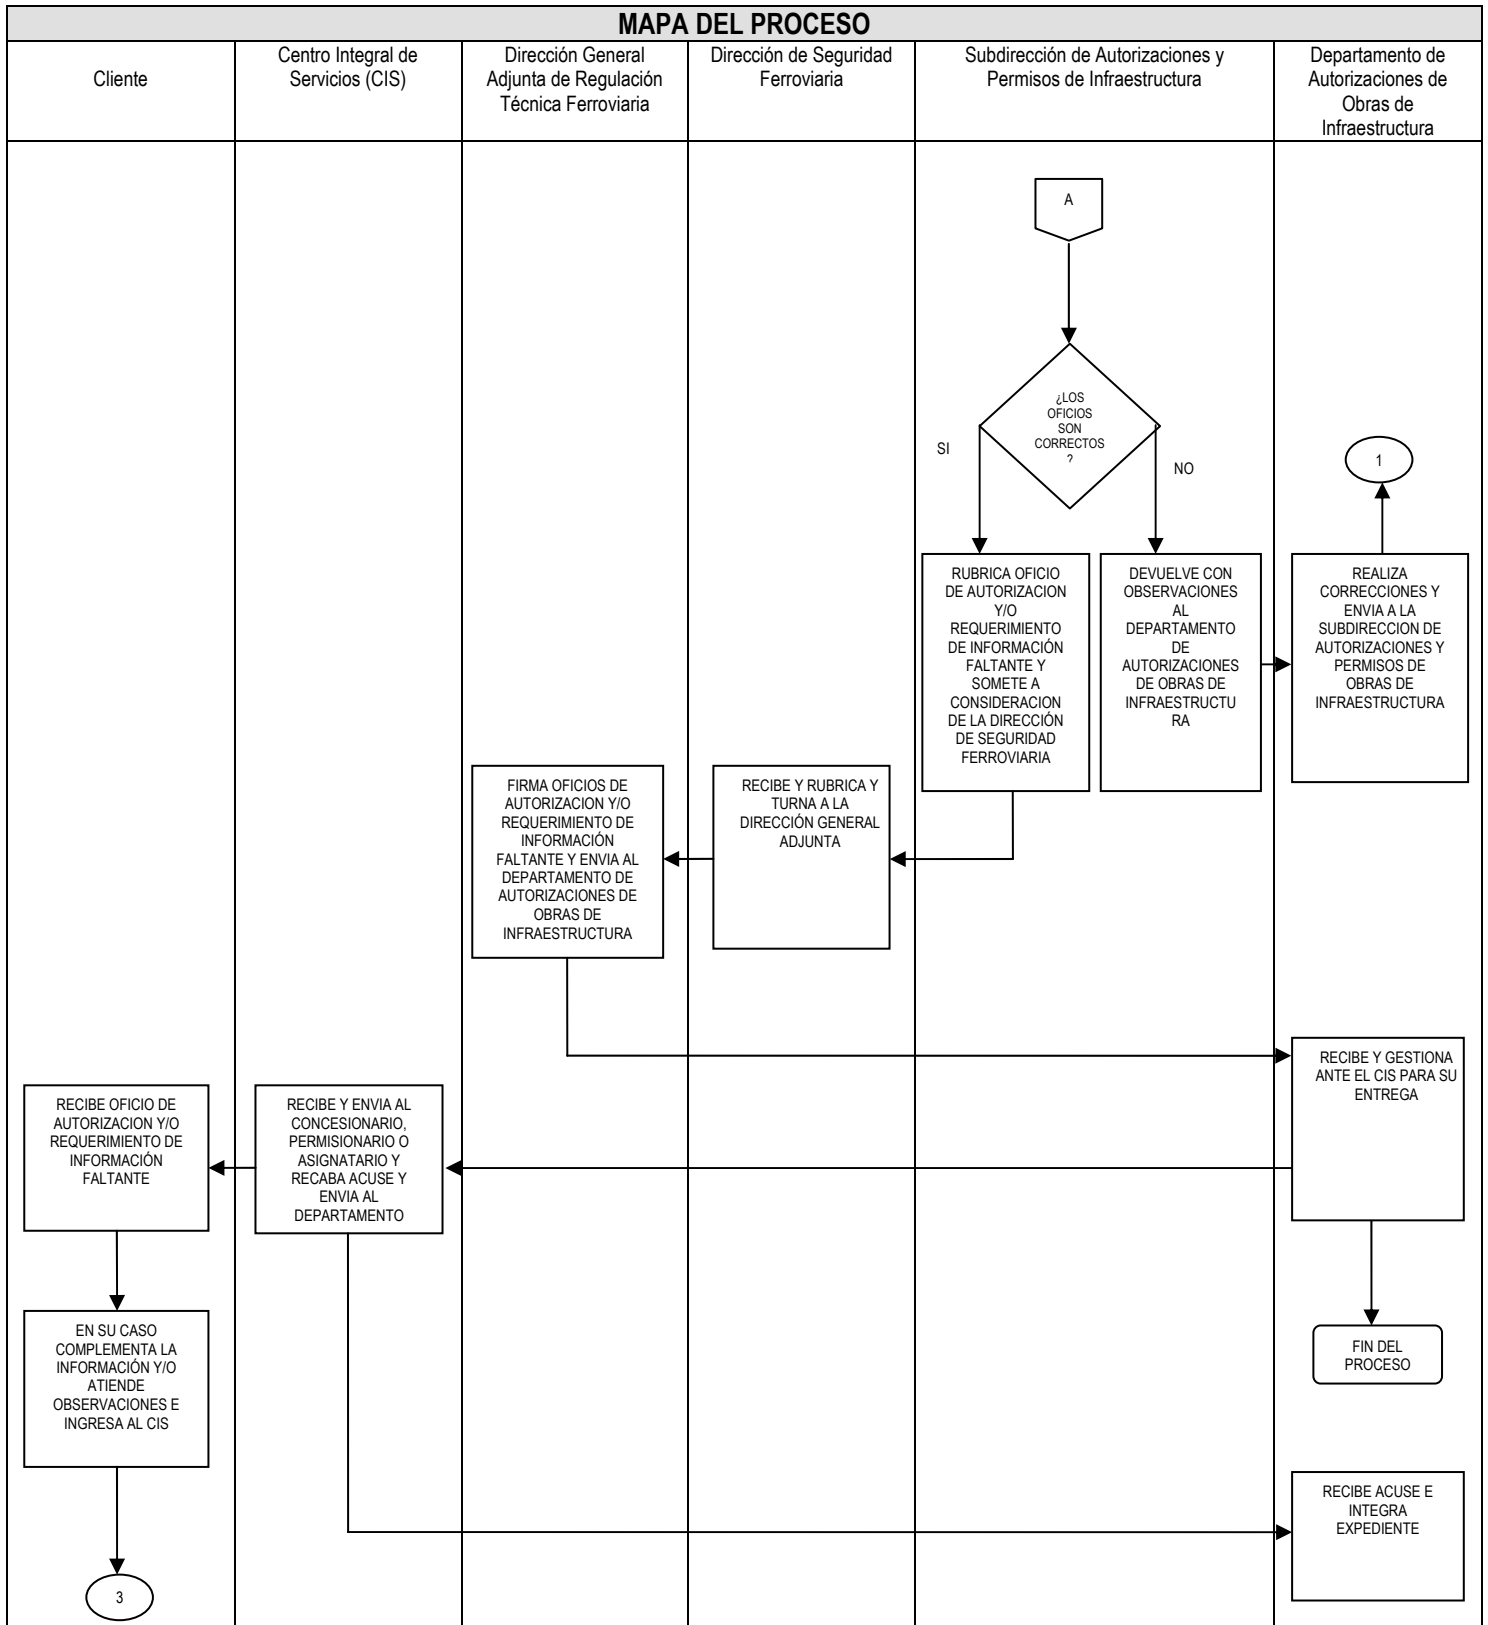 MAPA DEL PROCESO
Cliente
Centro Integral de
Servicios (CIS)
Dirección General
Adjunta de Regulación
Técnica Ferroviaria
Dirección de Seguridad
Ferroviaria
Subdirección de Autorizaciones y
Permisos de Infraestructura
Departamento de
Autorizaciones de
Obras de
Infraestructura
A
¿LOS
OFICIOS
SON
CORRECTOS
?
SI
NO
1
RUBRICA OFICIO
DE AUTORIZACION
Y/O
REQUERIMIENTO
DE INFORMACIÓN
FALTANTE Y
SOMETE A
CONSIDERACION
DE LA DIRECCIÓN
DE SEGURIDAD
FERROVIARIA
DEVUELVE CON
OBSERVACIONES
AL
DEPARTAMENTO
DE
AUTORIZACIONES
DE OBRAS DE
INFRAESTRUCTU
RA
REALIZA
CORRECCIONES Y
ENVIA A LA
SUBDIRECCION DE
AUTORIZACIONES Y
PERMISOS DE
OBRAS DE
INFRAESTRUCTURA
FIRMA OFICIOS DE
AUTORIZACION Y/O
REQUERIMIENTO DE
INFORMACIÓN
FALTANTE Y ENVIA AL
DEPARTAMENTO DE
AUTORIZACIONES DE
OBRAS DE
INFRAESTRUCTURA
RECIBE Y RUBRICA Y
TURNA A LA
DIRECCIÓN GENERAL
ADJUNTA
RECIBE Y GESTIONA
ANTE EL CIS PARA SU
ENTREGA
RECIBE OFICIO DE
AUTORIZACION Y/O
REQUERIMIENTO DE
INFORMACIÓN
FALTANTE
RECIBE Y ENVIA AL
CONCESIONARIO,
PERMISIONARIO O
ASIGNATARIO Y
RECABA ACUSE Y
ENVIA AL
DEPARTAMENTO
EN SU CASO
COMPLEMENTA LA
INFORMACIÓN Y/O
ATIENDE
OBSERVACIONES E
INGRESA AL CIS
FIN DEL
PROCESO
RECIBE ACUSE E
INTEGRA
EXPEDIENTE
3